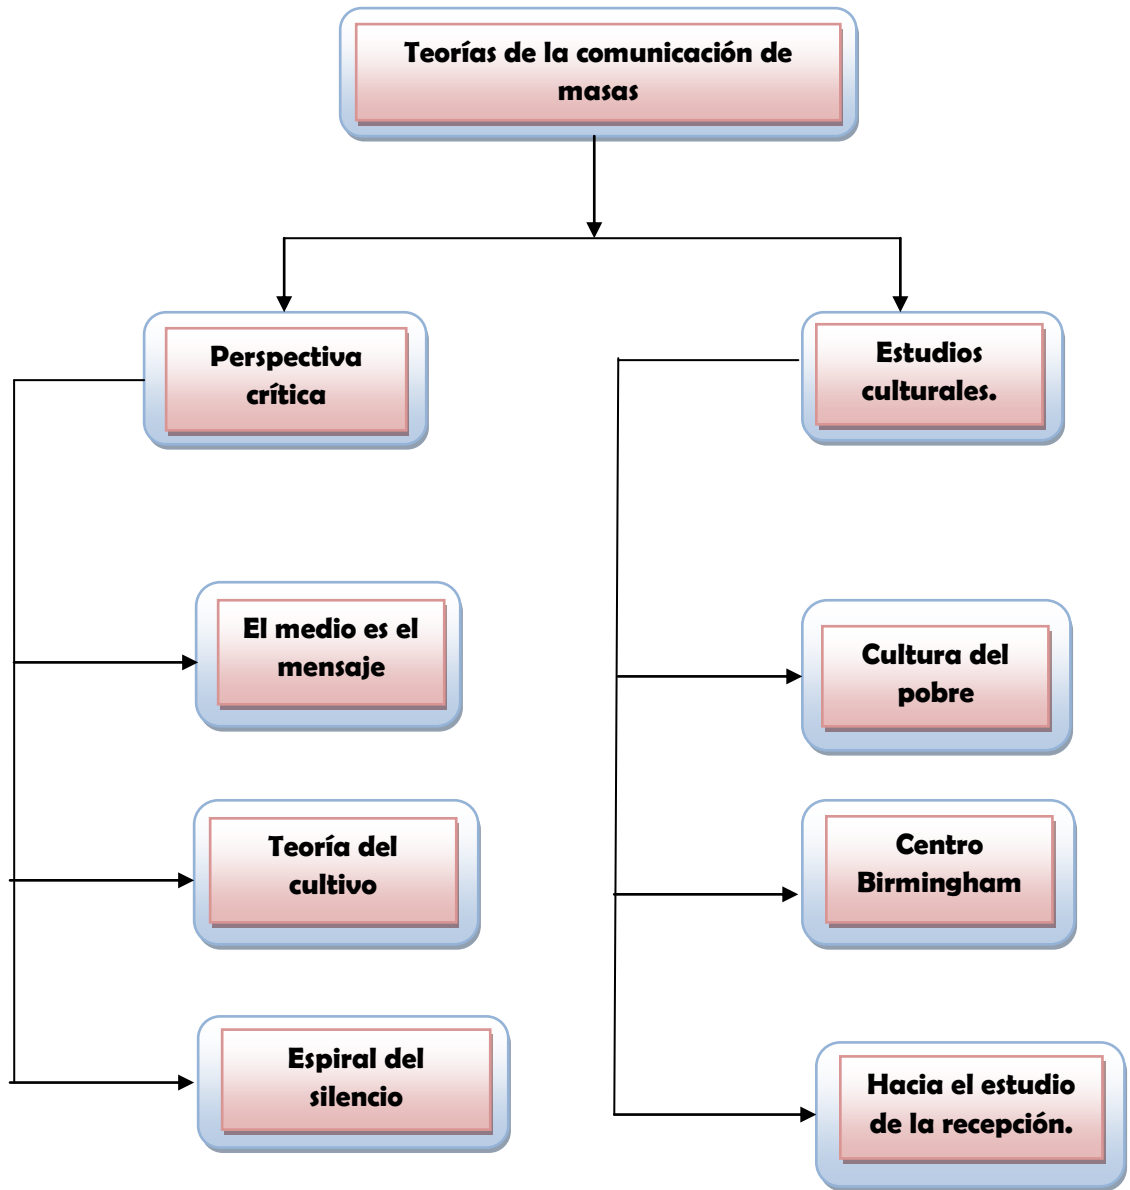 Teorías de la comunicación de
masas
Perspectiva
crítica
Estudios
culturales.
El medio es el
mensaje
Cultura del
pobre
Teoría del
cultivo
Centro
Birmingham
Espiral del
silencio
Hacia el estudio
de la recepción.